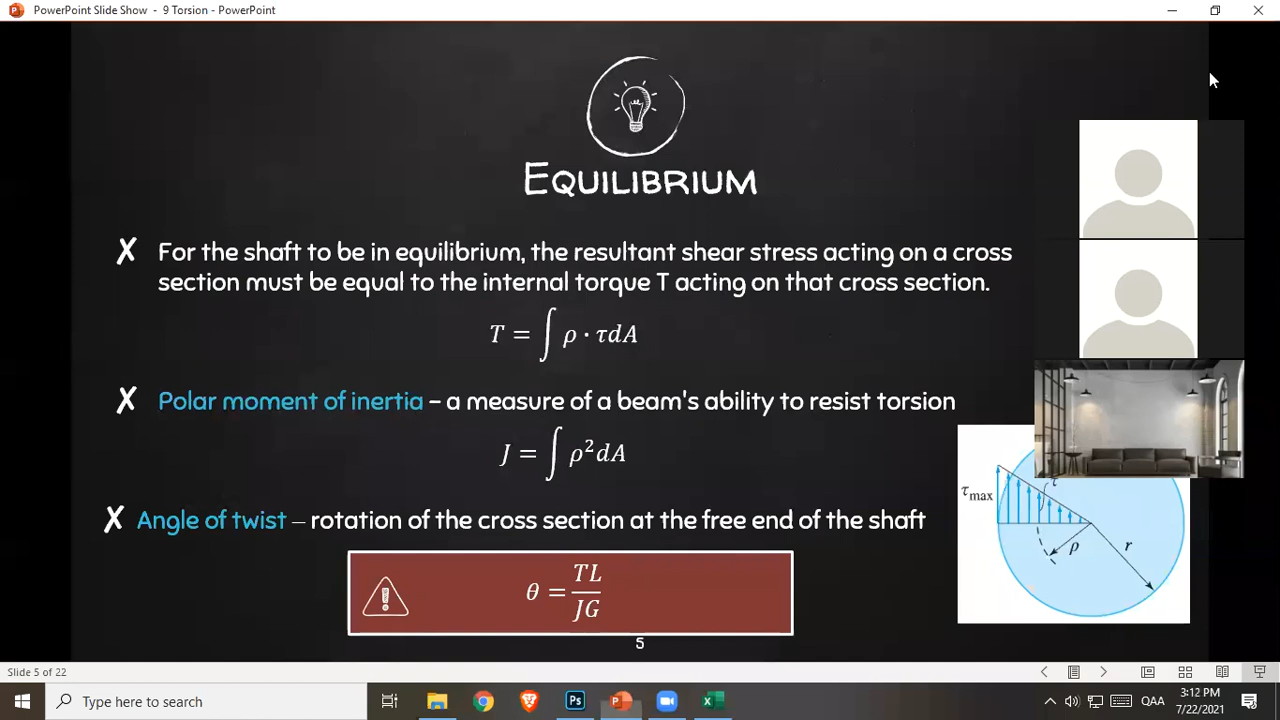 PowerPoint Slide Show - 9 Torsion - PowerPoint
EQUILIBRIUM
✗ For the shaft to be in equilibrium, the resultant shear stress acting on a cross
section must be equal to the internal torque T acting on that cross section.
T = ∫ ρ · τdA
✗ Polar moment of inertia – a measure of a beam's ability to resist torsion
J = ∫ ρ²dA
✗ Angle of twist – rotation of the cross section at the free end of the shaft
θ = TL/JG
τmax
τ
ρ
r
5
Slide 5 of 22
Type here to search
Ps
QAA
3:12 PM
7/22/2021